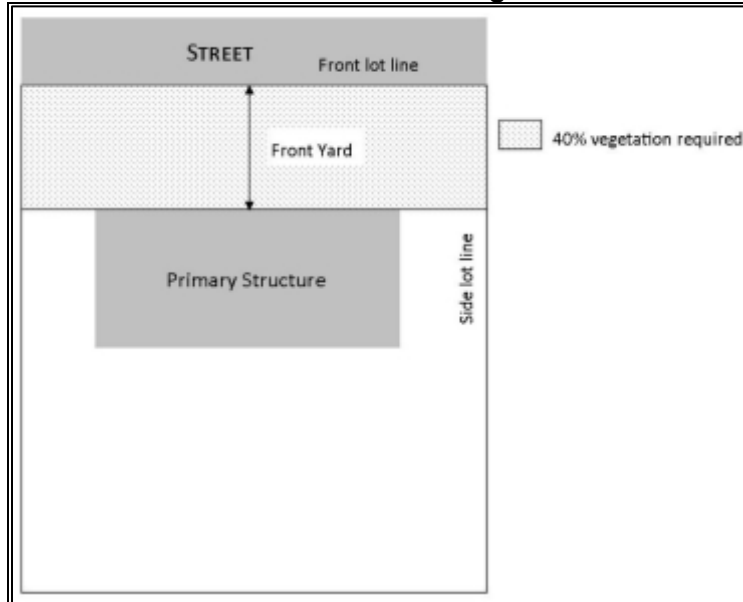 STREET
Front lot line
Front Yard
40% vegetation required
Primary Structure
Side lot line